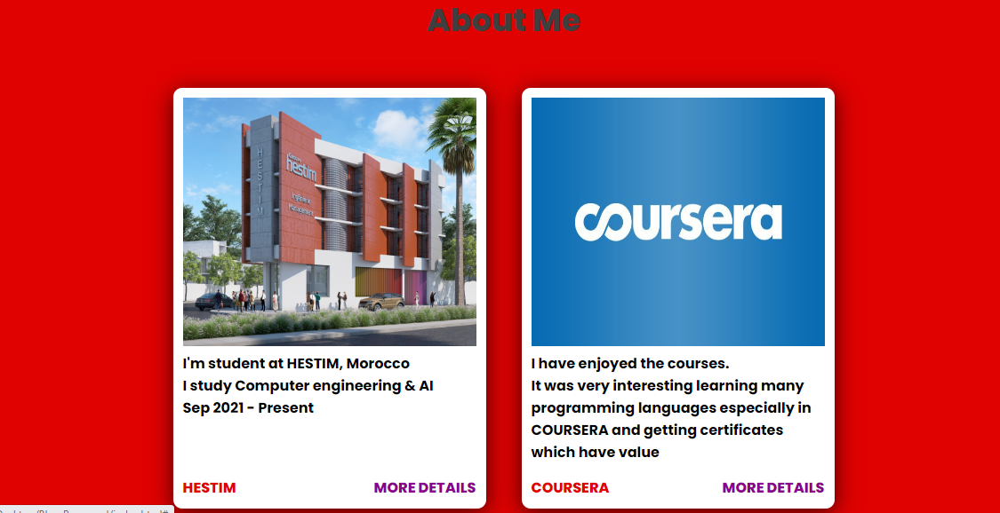 About Me
HESTIM
hestim
I'm student at HESTIM, Morocco
I study Computer engineering & AI
Sep 2021 - Present
HESTIM
MORE DETAILS
coursera
I have enjoyed the courses.
It was very interesting learning many
programming languages especially in
COURSERA and getting certificates
which have value
COURSERA
MORE DETAILS